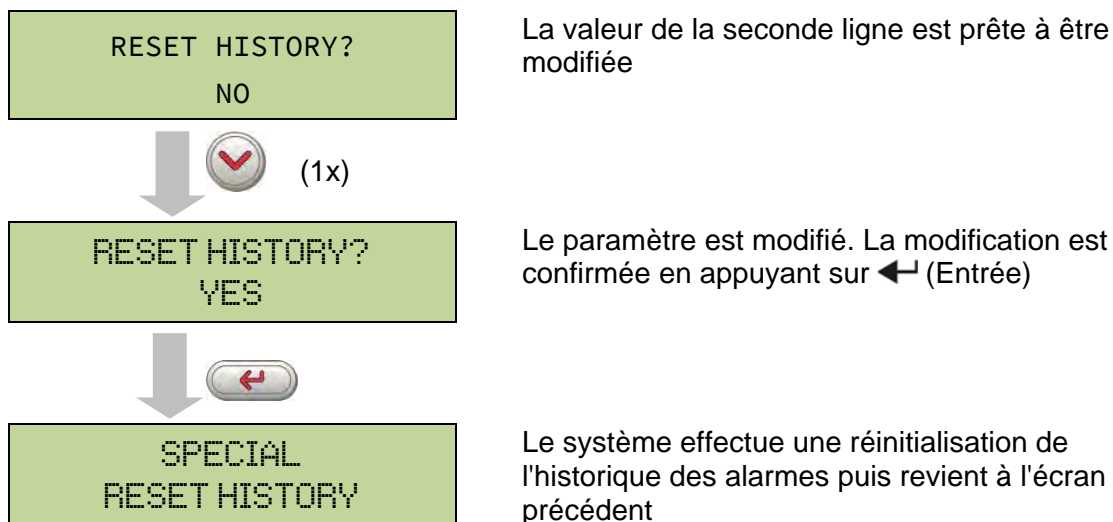 RESET HISTORY?
NO
La valeur de la seconde ligne est prête à être
modifiée
(1x)
RESET HISTORY?
YES
Le paramètre est modifié. La modification est
confirmée en appuyant sur (Entrée)
SPECIAL
RESET HISTORY
Le système effectue une réinitialisation de
l'historique des alarmes puis revient à l'écran
précédent